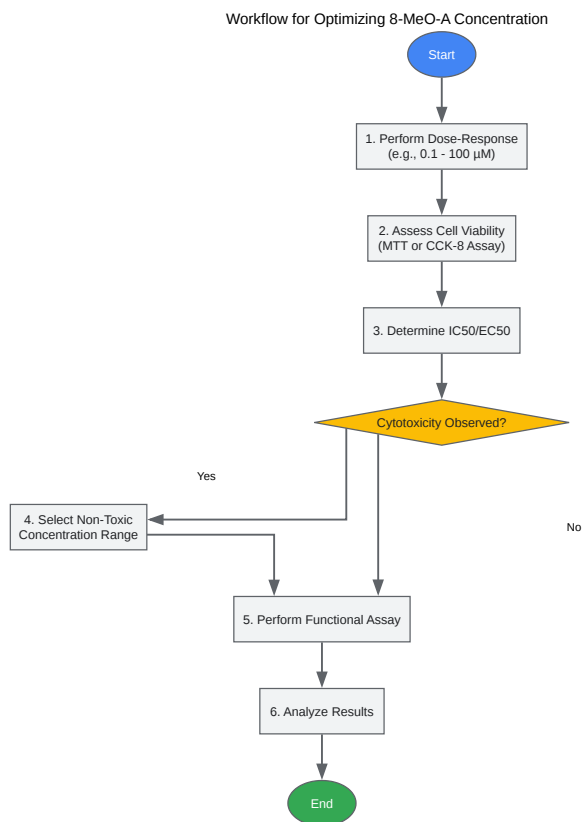 Workflow for Optimizing 8-MeO-A Concentration
Start
1. Perform Dose-Response
(e.g., 0.1 - 100 µM)
2. Assess Cell Viability
(MTT or CCK-8 Assay)
3. Determine IC50/EC50
Cytotoxicity Observed?
Yes
4. Select Non-Toxic
Concentration Range
No
5. Perform Functional Assay
6. Analyze Results
End